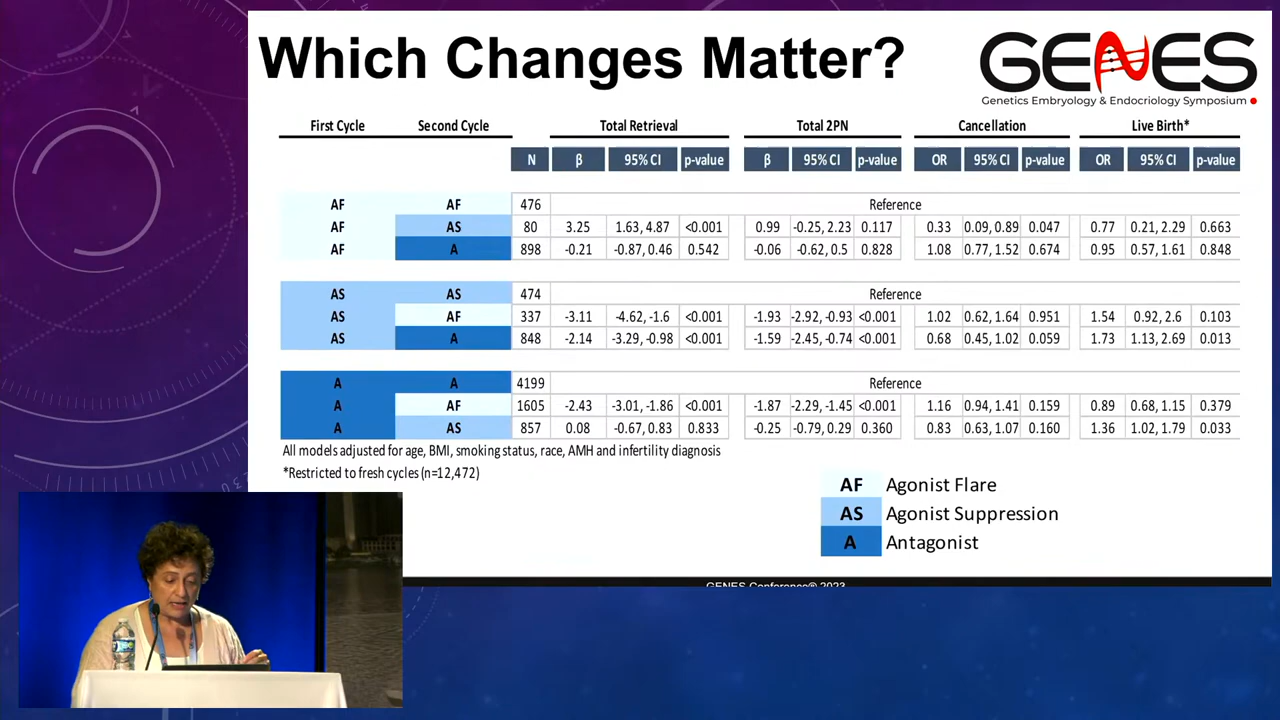 Which Changes Matter?
GENES
Genetics Embryology & Endocriology Symposium
First Cycle Second Cycle Total Retrieval Total 2PN Cancellation Live Birth*
N β 95% CI p-value β 95% CI p-value OR 95% CI p-value OR 95% CI p-value
AF AF 476 Reference
AF AS 80 3.25 1.63, 4.87 <0.001 0.99 -0.25, 2.23 0.117 0.33 0.09, 0.89 0.047 0.77 0.21, 2.29 0.663
AF A 898 -0.21 -0.87, 0.46 0.542 -0.06 -0.62, 0.5 0.828 1.08 0.77, 1.52 0.674 0.95 0.57, 1.61 0.848
AS AS 474 Reference
AS AF 337 -3.11 -4.62, -1.6 <0.001 -1.93 -2.92, -0.93 <0.001 1.02 0.62, 1.64 0.951 1.54 0.92, 2.6 0.103
AS A 848 -2.14 -3.29, -0.98 <0.001 -1.59 -2.45, -0.74 <0.001 0.68 0.45, 1.02 0.059 1.73 1.13, 2.69 0.013
A A 4199 Reference
A AF 1605 -2.43 -3.01, -1.86 <0.001 -1.87 -2.29, -1.45 <0.001 1.16 0.94, 1.41 0.159 0.89 0.68, 1.15 0.379
A AS 857 0.08 -0.67, 0.83 0.833 -0.25 -0.79, 0.29 0.360 0.83 0.63, 1.07 0.160 1.36 1.02, 1.79 0.033
All models adjusted for age, BMI, smoking status, race, AMH and infertility diagnosis
*Restricted to fresh cycles (n=12,472)
AF Agonist Flare
AS Agonist Suppression
A Antagonist
GENES Conference® 2023